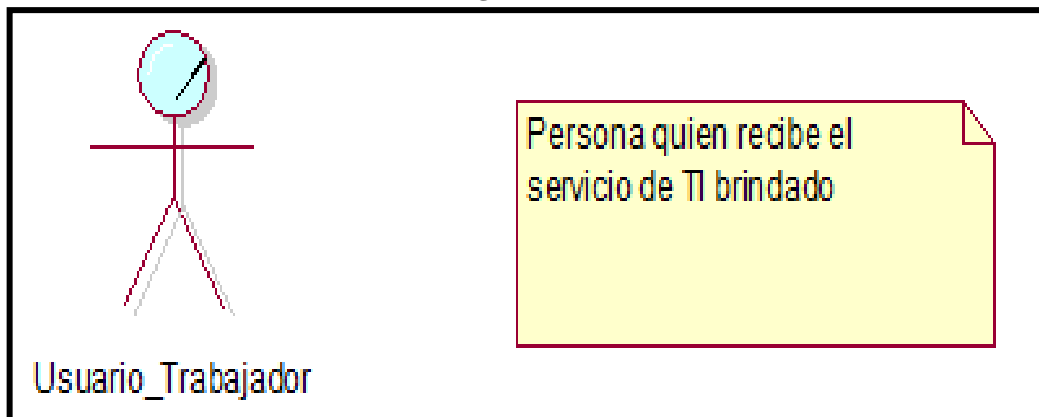 Persona quien recibe el
servicio de TI brindado
Usuario_Trabajador